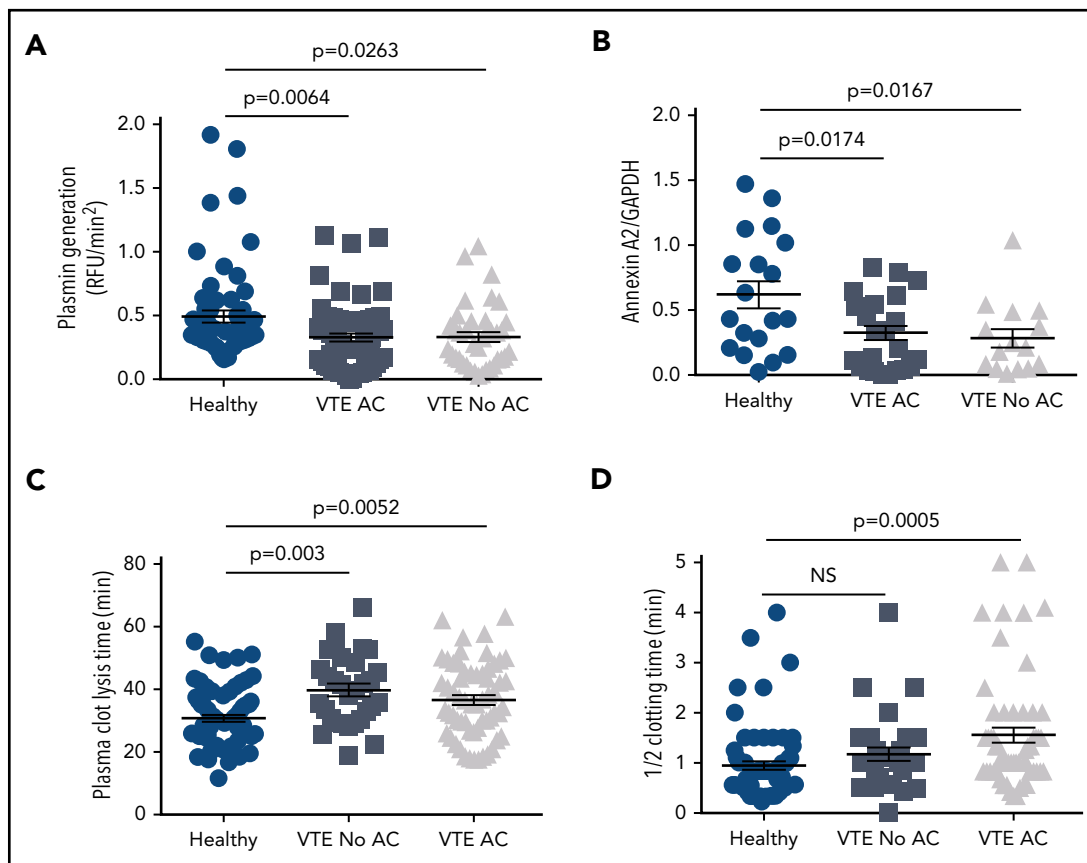 A
p=0.0263
p=0.0064
Plasmin generation
(RFU/min²)
2.0
1.5
1.0
0.5
0.0
Healthy
VTE AC
VTE No AC
B
p=0.0167
p=0.0174
Annexin A2/GAPDH
2.0
1.5
1.0
0.5
0.0
Healthy
VTE AC
VTE No AC
C
p=0.0052
p=0.003
Plasma clot lysis time (min)
80
60
40
20
0
Healthy
VTE No AC
VTE AC
D
p=0.0005
NS
1/2 clotting time (min)
5
4
3
2
1
0
Healthy
VTE No AC
VTE AC